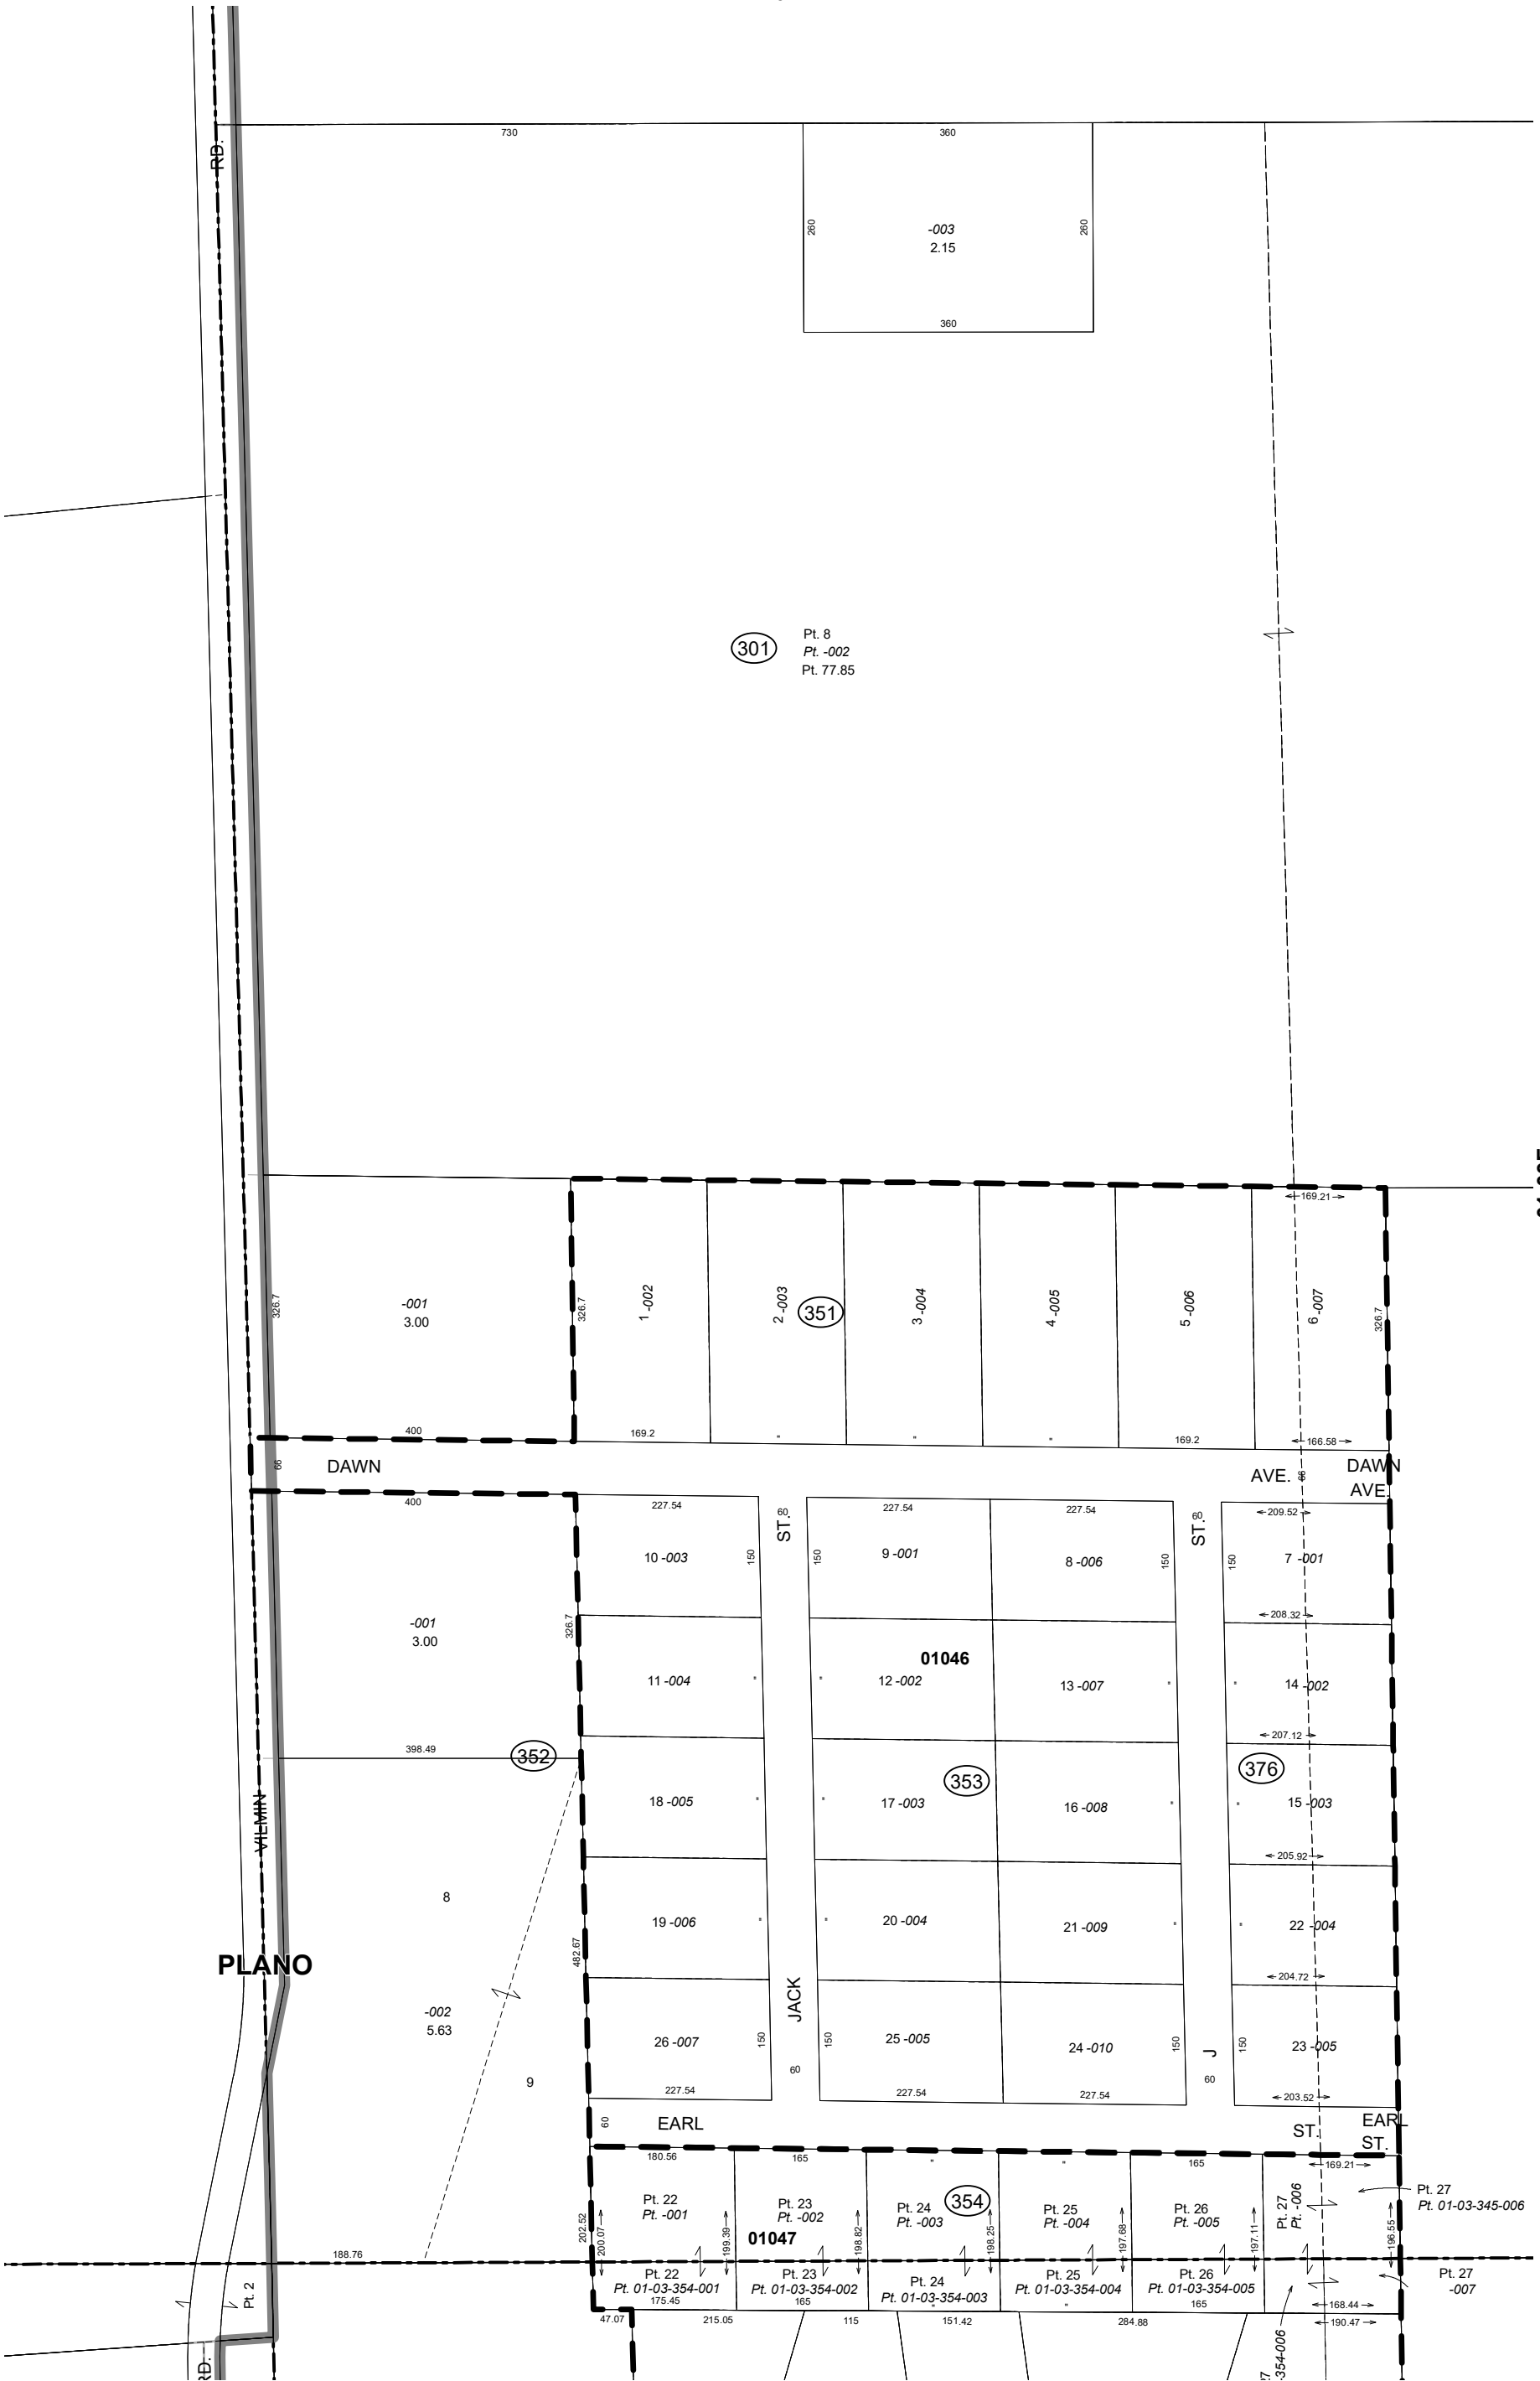 730
360
RD.
260
-003
2.15
260
360
301
Pt. 8
Pt. -002
Pt. 77.85
169.21
326.7
-001
3.00
326.7
1 -002
2 -003
351
3 -004
4 -005
5 -006
6 -007
326.7
400
169.2
"
"
"
169.2
166.58
66
DAWN
AVE.
66
DAWN
AVE.
400
227.54
60
ST.
227.54
227.54
60
ST.
209.52
10 -003
150
150
9 -001
8 -006
150
150
7 -001
-001
3.00
326.7
208.32
01046
11 -004
"
"
12 -002
13 -007
"
"
14 -002
207.12
398.49
352
353
376
VILMIN
18 -005
"
"
17 -003
16 -008
"
"
15 -003
205.92
8
19 -006
"
"
20 -004
21 -009
"
"
22 -004
482.67
PLANO
204.72
-002
5.63
JACK
26 -007
150
150
25 -005
24 -010
150
J
150
23 -005
60
60
9
227.54
227.54
227.54
203.52
60
EARL
ST.
EARL
ST.
180.56
165
"
"
165
169.21
Pt. 22
Pt. -001
Pt. 23
Pt. -002
Pt. 24
Pt. -003
354
Pt. 25
Pt. -004
Pt. 26
Pt. -005
Pt. 27
Pt. -006
Pt. 27
Pt. 01-03-345-006
202.52
200.07
199.39
01047
198.82
198.25
197.68
197.11
196.55
188.76
Pt. 2
Pt. 22
Pt. 01-03-354-001
175.45
Pt. 23
Pt. 01-03-354-002
165
Pt. 24
Pt. 01-03-354-003
"
Pt. 25
Pt. 01-03-354-004
"
Pt. 26
Pt. 01-03-354-005
165
168.44
Pt. 27
-007
47.07
215.05
115
151.42
284.88
190.47
RD.
354-006